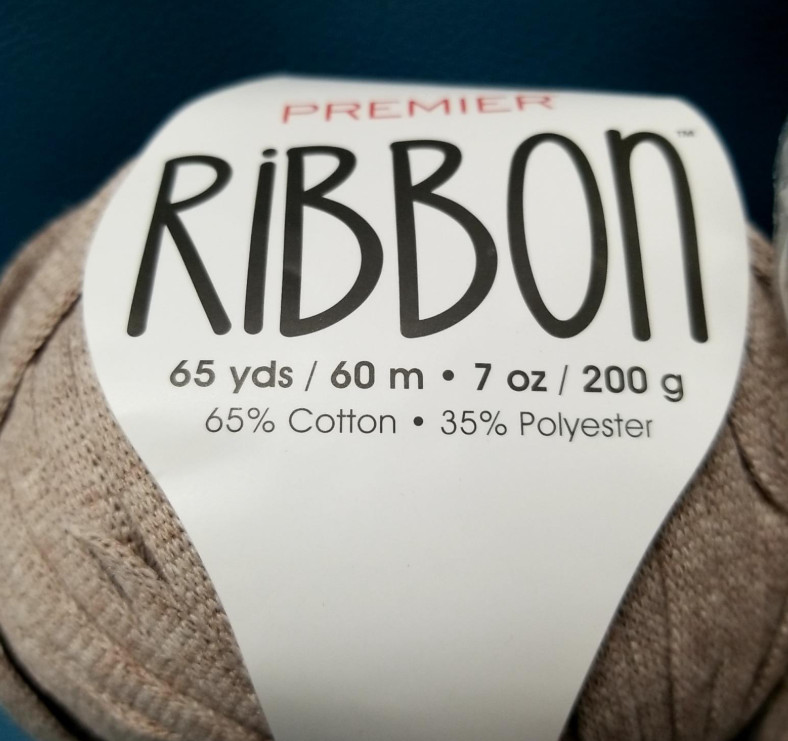 PREMIER
RiBBON™
65 yds / 60 m • 7 oz / 200 g
65% Cotton • 35% Polyester